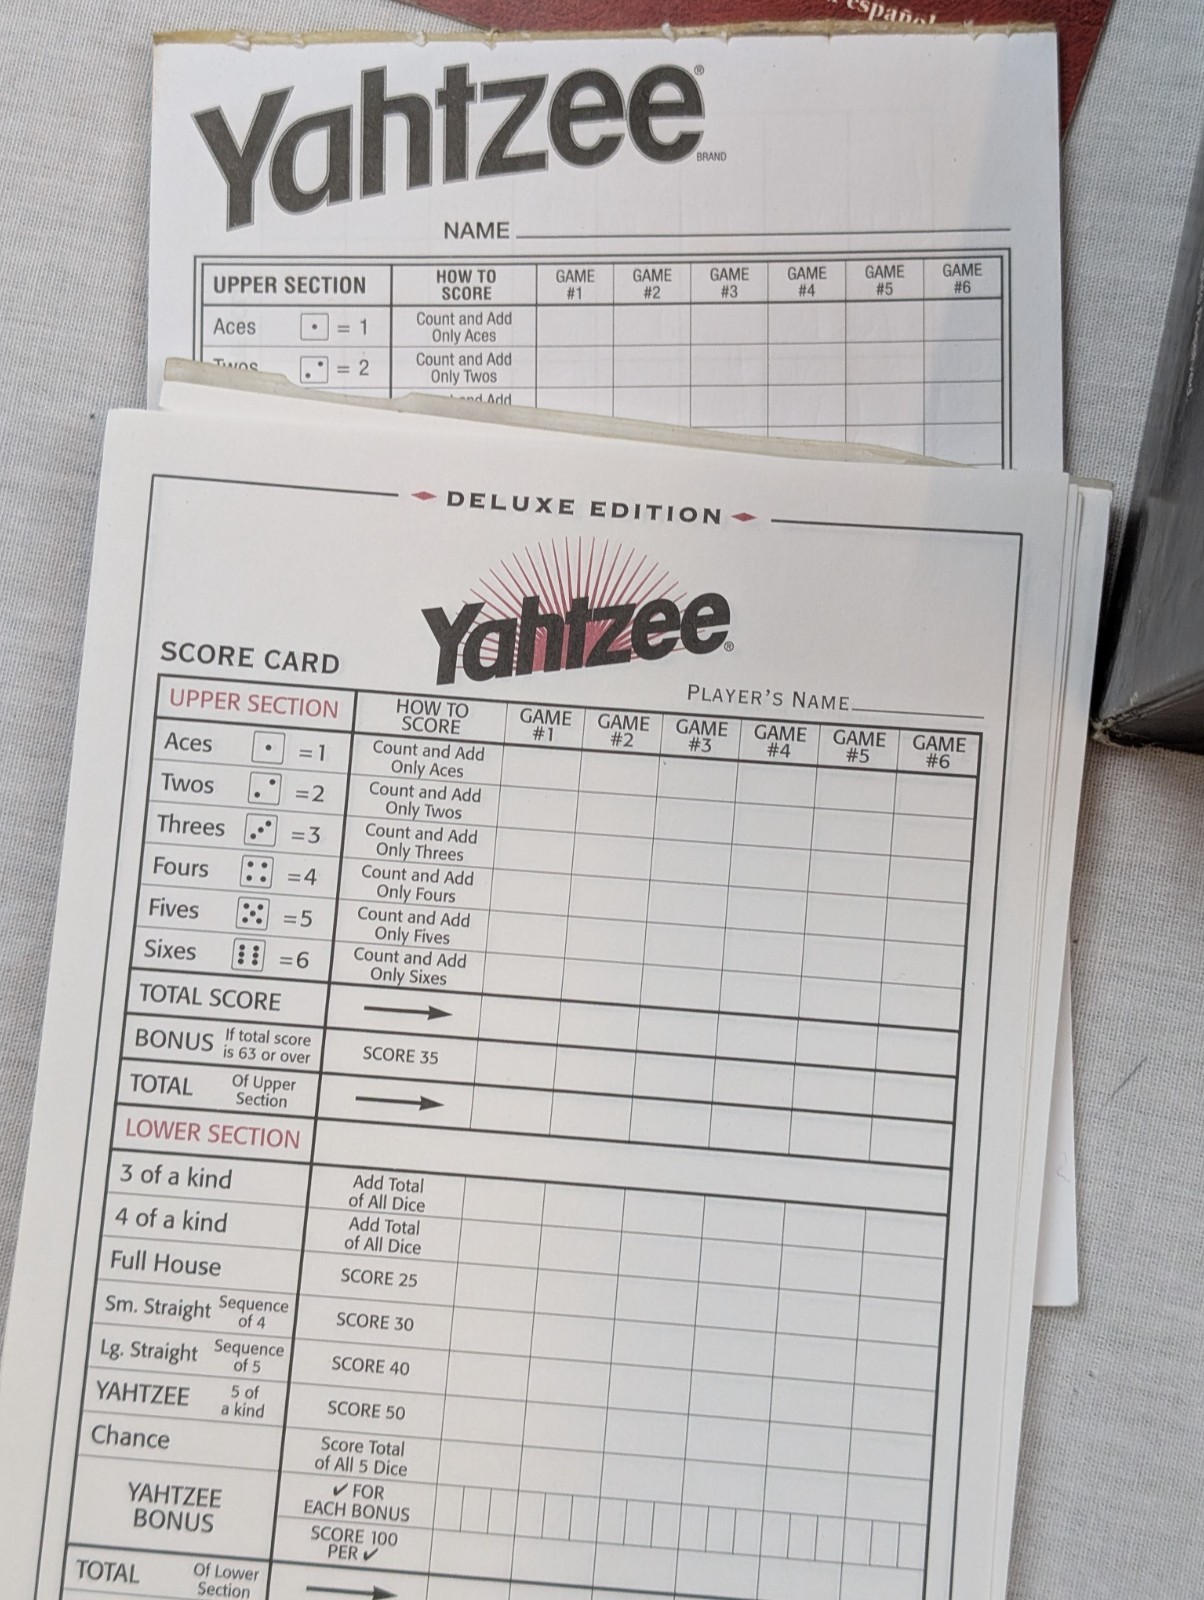 español
Yahtzee®
BRAND
NAME
UPPER SECTION HOW TO SCORE GAME #1 GAME #2 GAME #3 GAME #4 GAME #5 GAME #6
Aces = 1 Count and Add Only Aces
Twos = 2 Count and Add Only Twos
and Add
DELUXE EDITION
Yahtzee®
SCORE CARD
PLAYER'S NAME
UPPER SECTION HOW TO SCORE GAME #1 GAME #2 GAME #3 GAME #4 GAME #5 GAME #6
Aces =1 Count and Add Only Aces
Twos =2 Count and Add Only Twos
Threes =3 Count and Add Only Threes
Fours =4 Count and Add Only Fours
Fives =5 Count and Add Only Fives
Sixes =6 Count and Add Only Sixes
TOTAL SCORE
BONUS If total score is 63 or over SCORE 35
TOTAL Of Upper Section
LOWER SECTION
3 of a kind Add Total of All Dice
4 of a kind Add Total of All Dice
Full House SCORE 25
Sm. Straight Sequence of 4 SCORE 30
Lg. Straight Sequence of 5 SCORE 40
YAHTZEE 5 of a kind SCORE 50
Chance Score Total of All 5 Dice
YAHTZEE BONUS ✓ FOR EACH BONUS
SCORE 100 PER ✓
TOTAL Of Lower Section